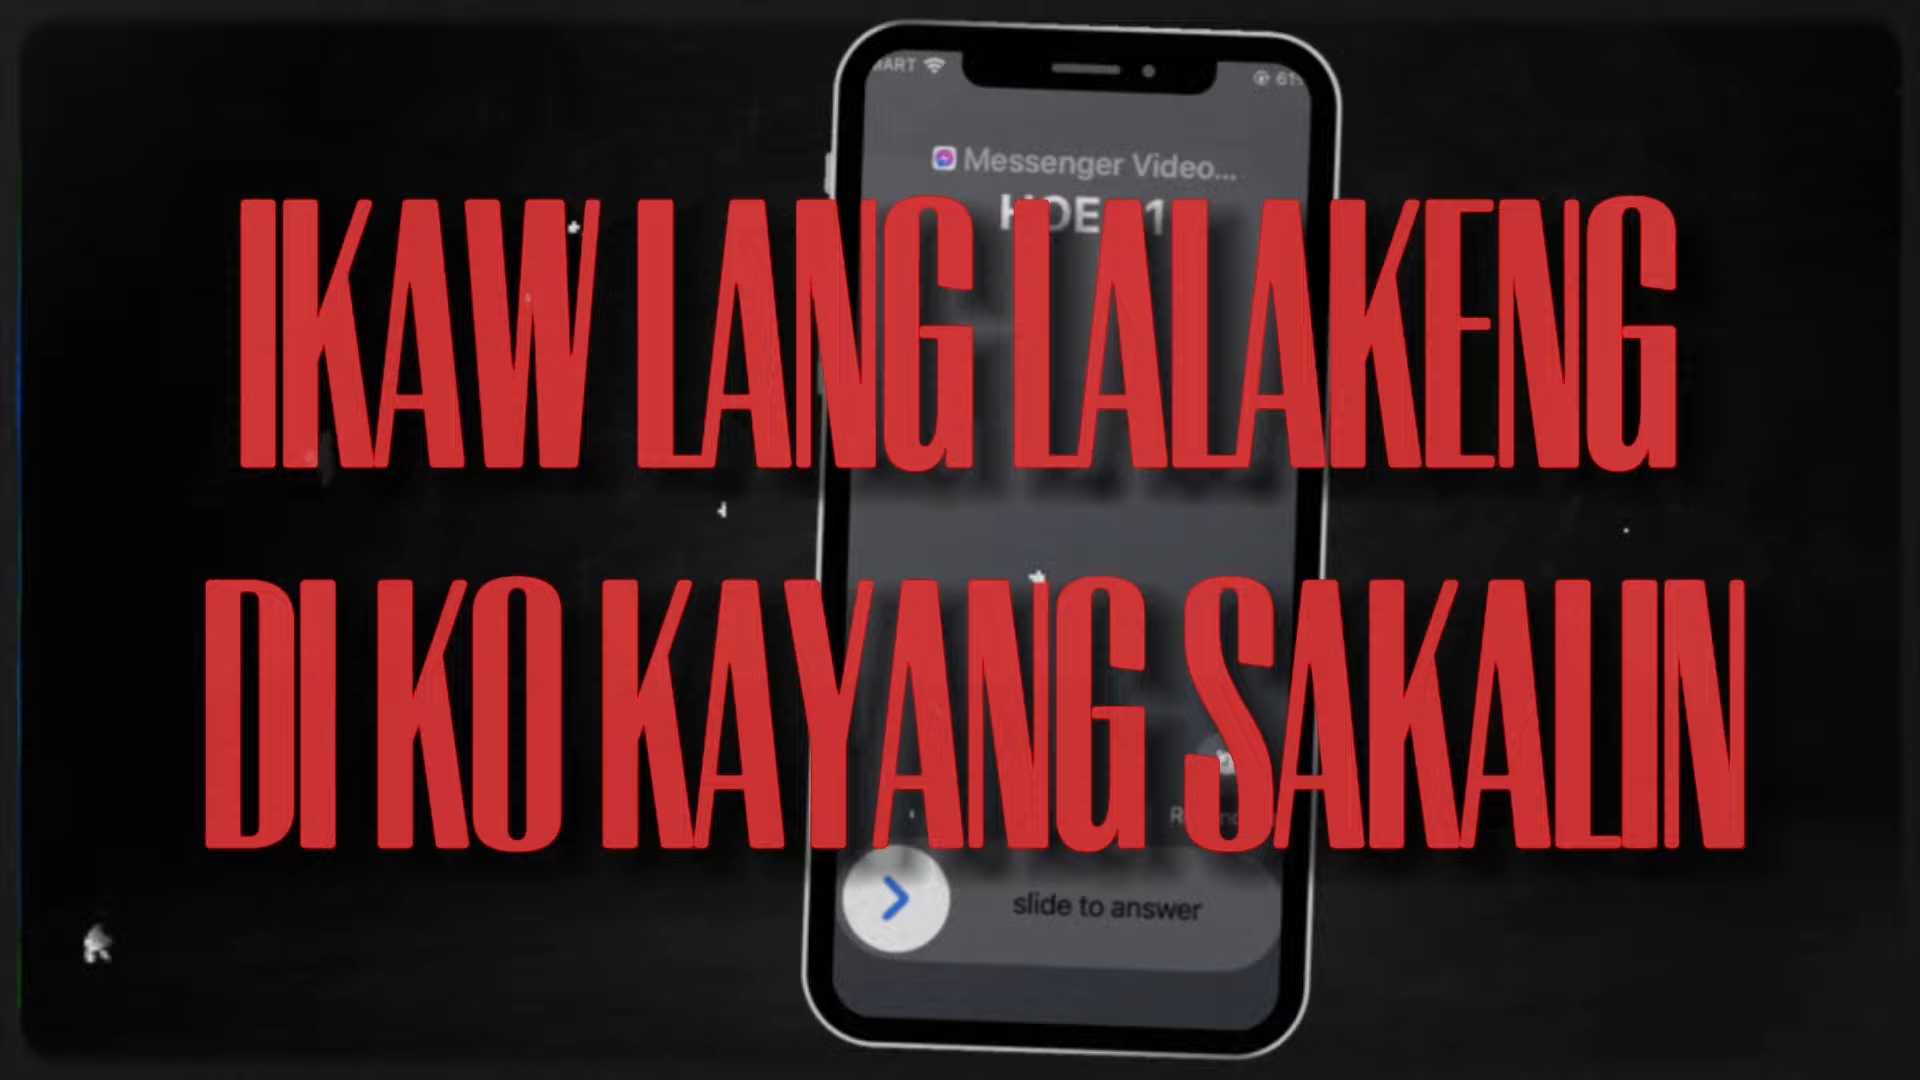 Messenger Video...
IKAW LANG LALAKENG
DI KO KAYANG SAKALIN
slide to answer